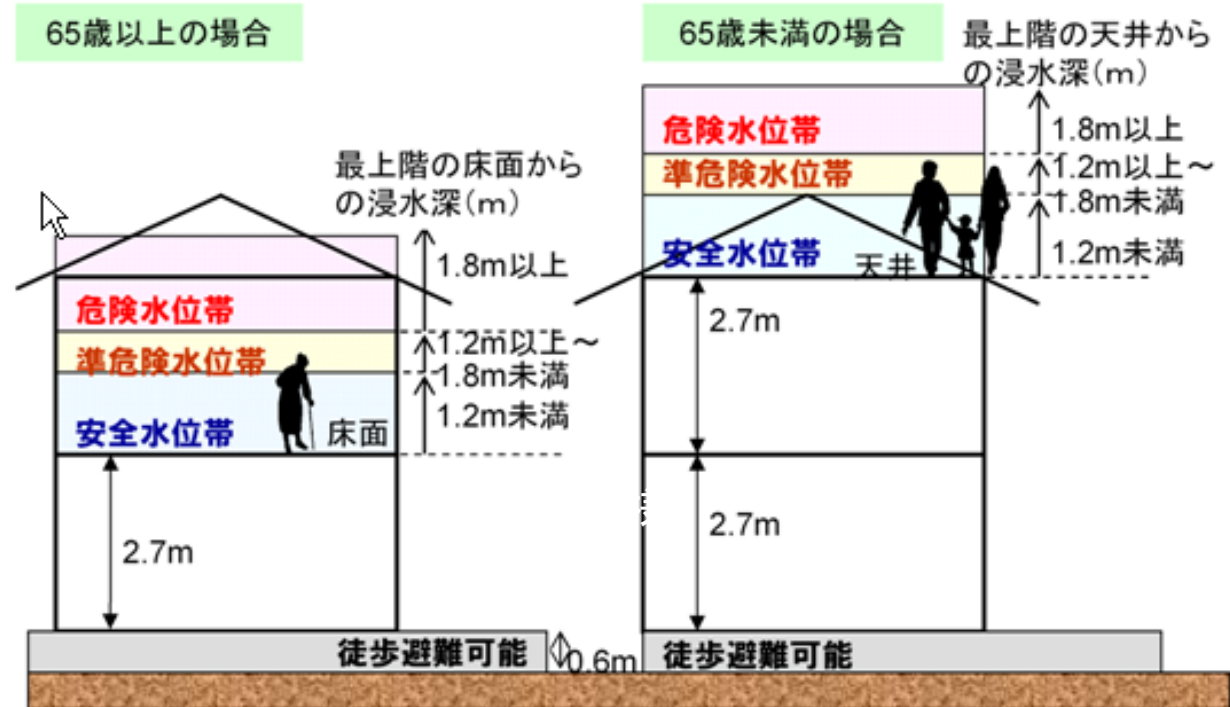 65歳以上の場合
最上階の床面から
の浸水深(m)
1.8m以上
危険水位帯
1.2m以上～
準危険水位帯
1.8m未満
1.2m未満
安全水位帯
床面
2.7m
徒歩避難可能
0.6m
65歳未満の場合
最上階の天井から
の浸水深(m)
危険水位帯
1.8m以上
準危険水位帯
1.2m以上～
1.8m未満
安全水位帯
天井
1.2m未満
2.7m
2.7m
徒歩避難可能